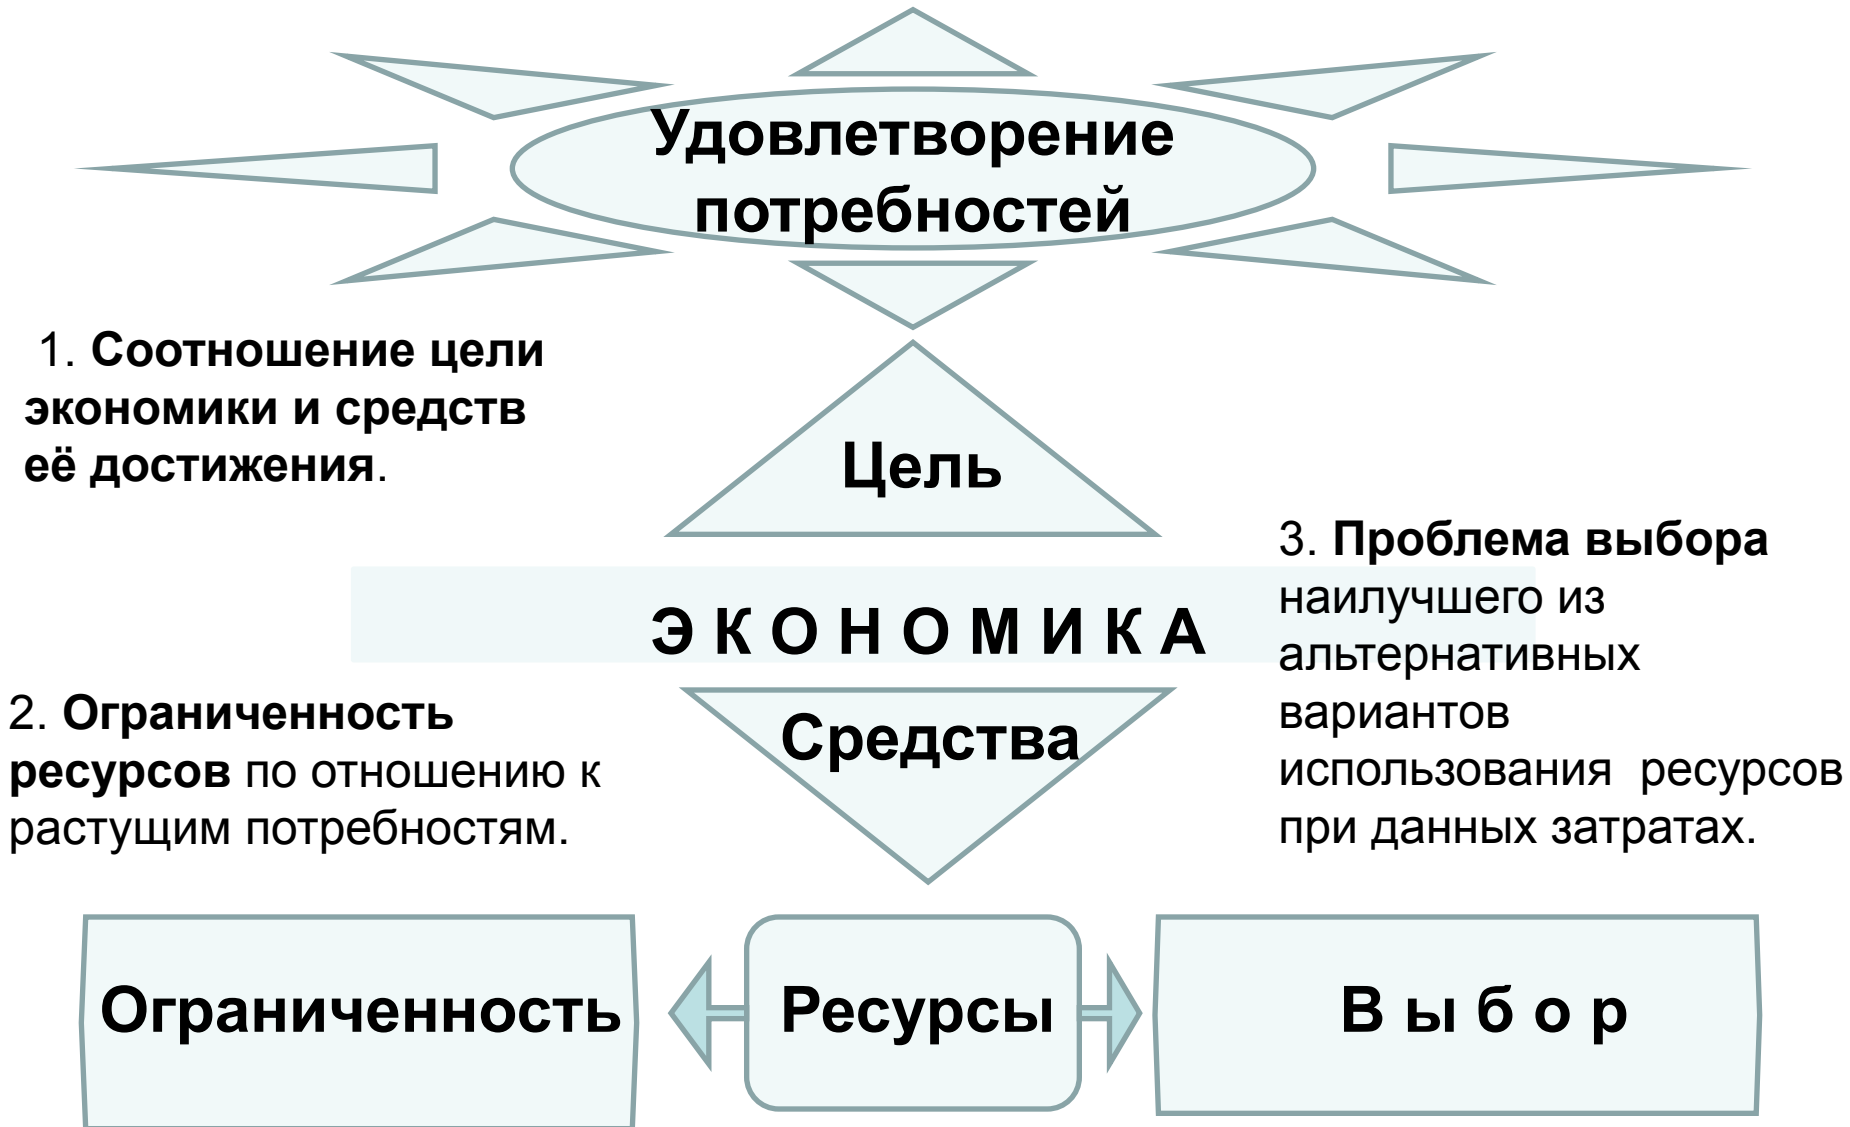 Удовлетворение
потребностей
1. Соотношение цели
экономики и средств
её достижения.
Цель
3. Проблема выбора
наилучшего из
альтернативных
вариантов
использования  ресурсов
при данных затратах.
Э К О Н О М И К А
2. Ограниченность
ресурсов по отношению к
растущим потребностям.
Средства
Ограниченность
Ресурсы
В ы б о р